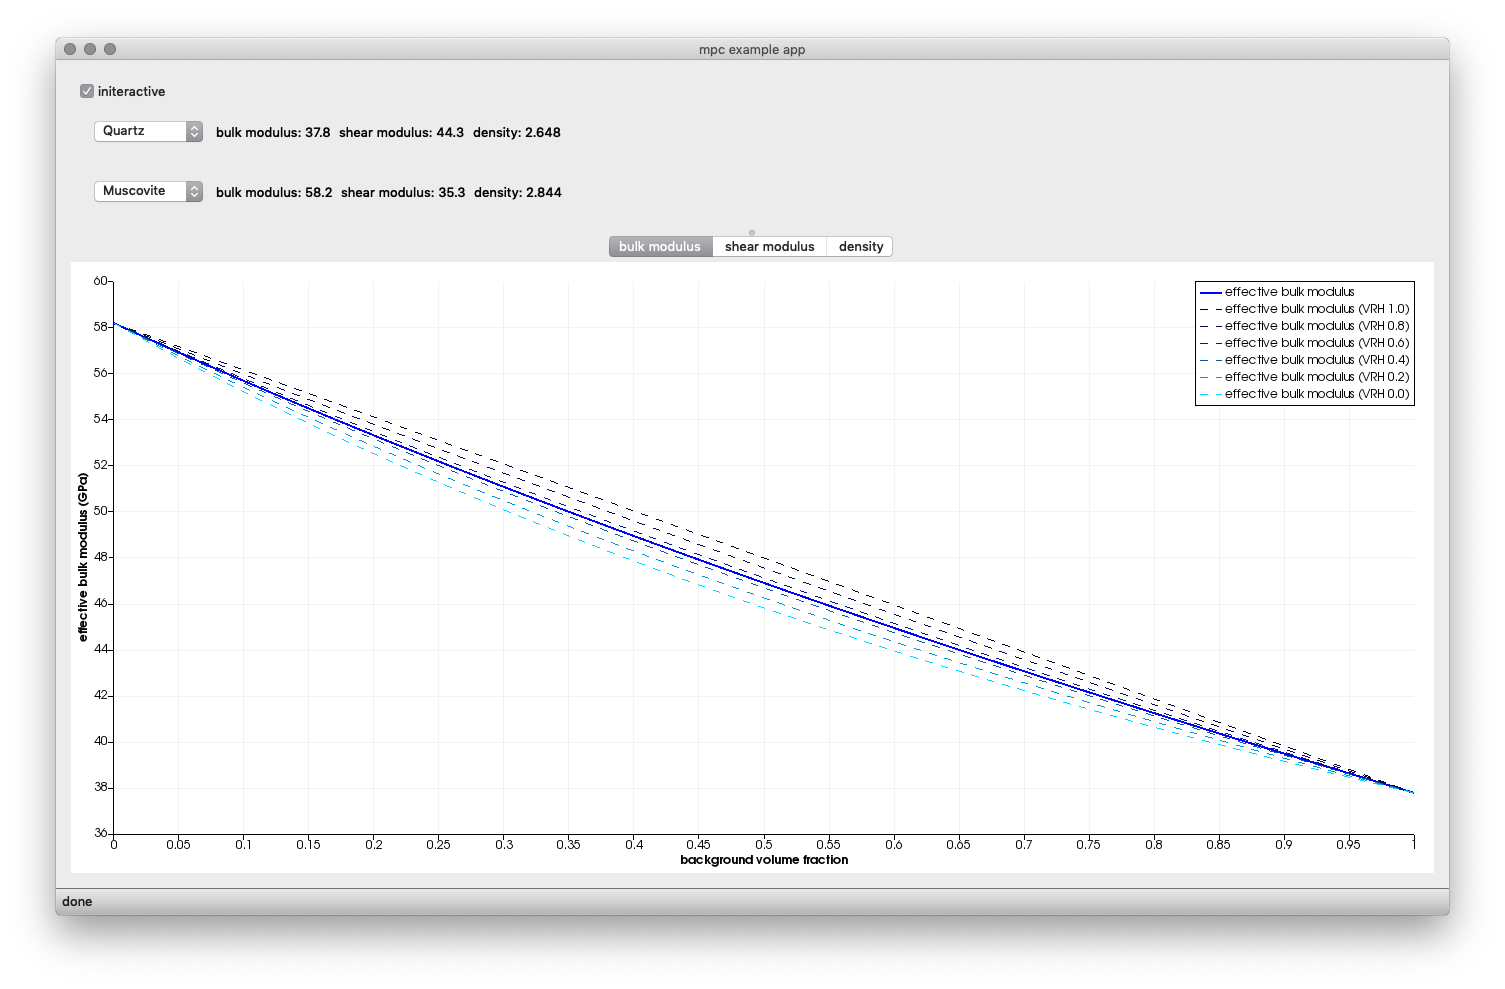 mpc example app
initeractive
Quartz bulk modulus: 37.8 shear modulus: 44.3 density: 2.648
Muscovite bulk modulus: 58.2 shear modulus: 35.3 density: 2.844
bulk modulus shear modulus density
effective bulk modulus
effective bulk modulus (VRH 1.0)
effective bulk modulus (VRH 0.8)
effective bulk modulus (VRH 0.6)
effective bulk modulus (VRH 0.4)
effective bulk modulus (VRH 0.2)
effective bulk modulus (VRH 0.0)
effective bulk modulus (GPa)
60
58
56
54
52
50
48
46
44
42
40
38
36
0 0.05 0.1 0.15 0.2 0.25 0.3 0.35 0.4 0.45 0.5 0.55 0.6 0.65 0.7 0.75 0.8 0.85 0.9 0.95 1
background volume fraction
done